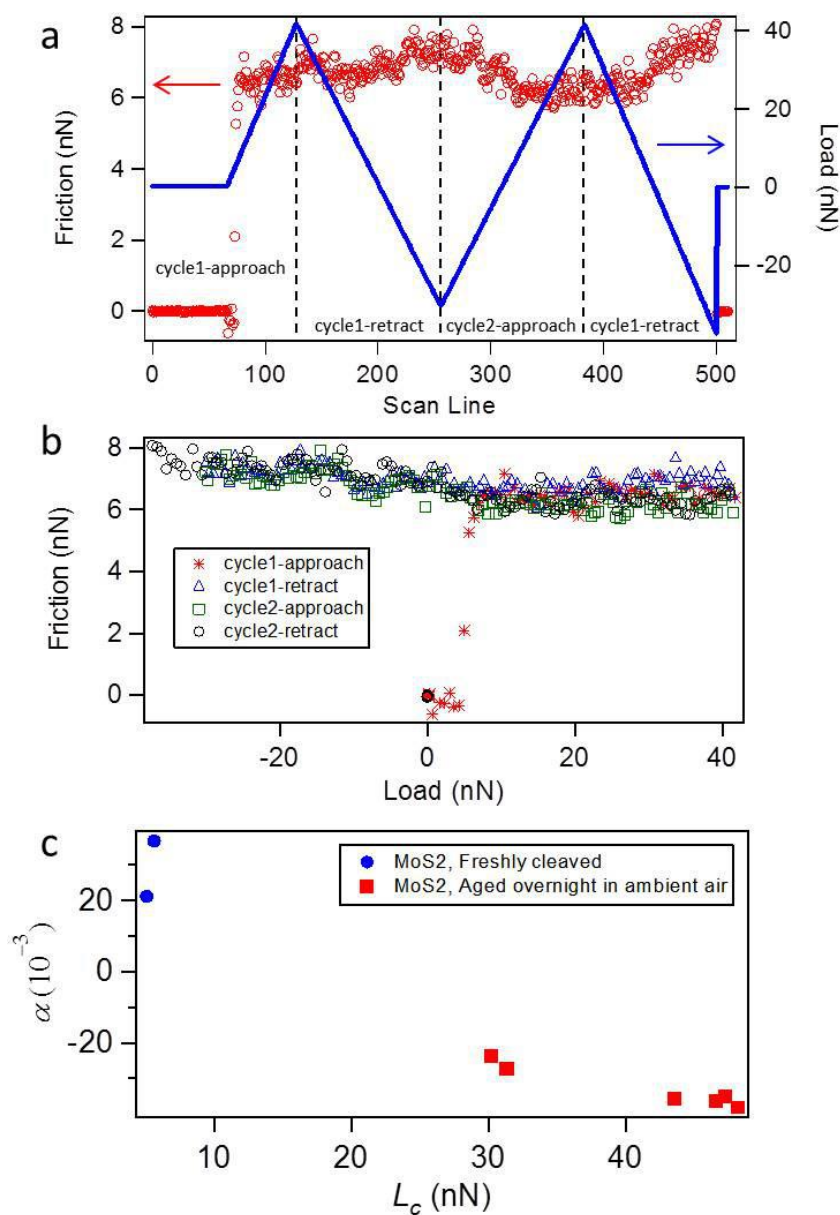 a
Friction (nN)
8
6
4
2
0
Load (nN)
40
20
0
-20
cycle1-approach
cycle1-retract
cycle2-approach
cycle1-retract
0
100
200
300
400
500
Scan Line
b
Friction (nN)
8
6
4
2
0
cycle1-approach
cycle1-retract
cycle2-approach
cycle2-retract
-20
0
20
40
Load (nN)
c
α (10⁻³)
20
0
-20
MoS2, Freshly cleaved
MoS2, Aged overnight in ambient air
10
20
30
40
L_c (nN)